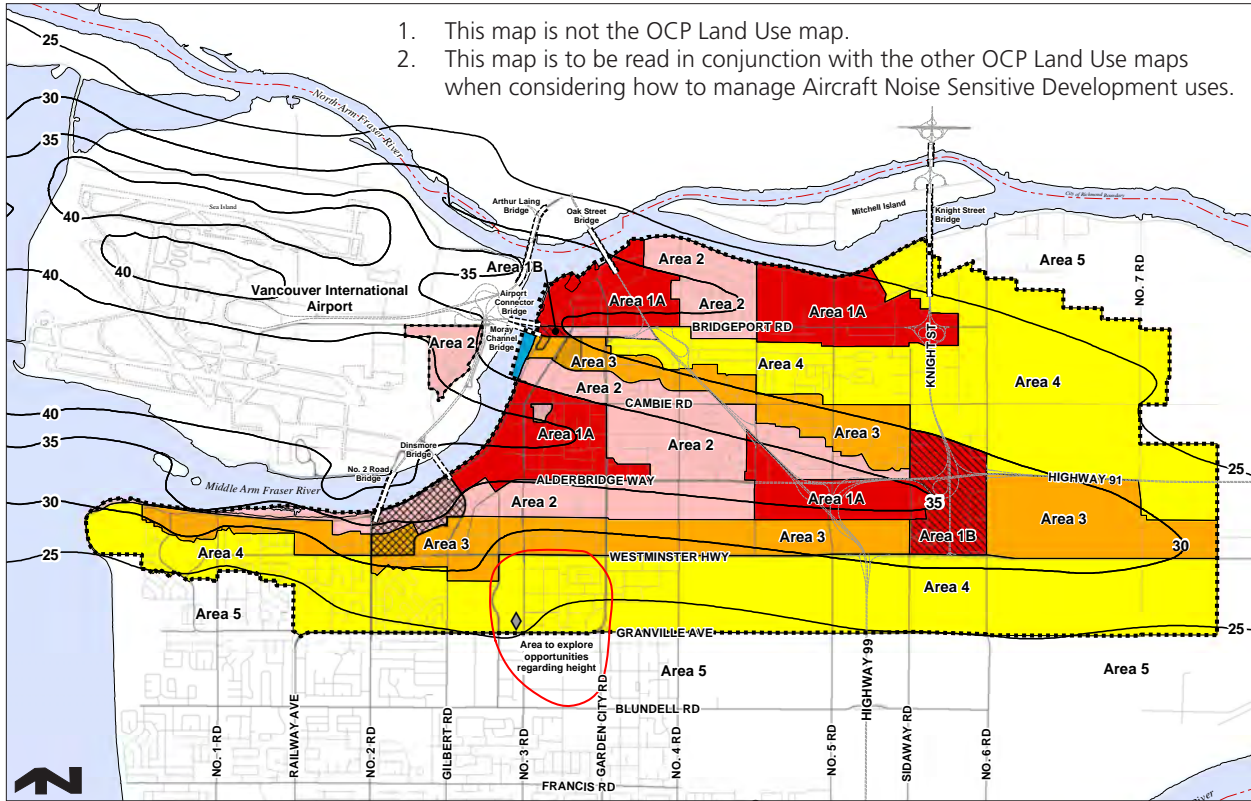 1. This map is not the OCP Land Use map.
2. This map is to be read in conjunction with the other OCP Land Use maps
when considering how to manage Aircraft Noise Sensitive Development uses.
25
30
35
40
40
40
35
30
25
North Arm Fraser River
Sea Island
Vancouver International
Airport
Arthur Laing
Bridge
Oak Street
Bridge
35
Area 1B
Airport
Connector
Bridge
Moray
Channel
Bridge
Mitchell Island
Knight Street
Bridge
City of Richmond Boundary
Area 5
NO. 7 RD
Area 2
Area 1A
Area 2
Area 1A
BRIDGEPORT RD
KNIGHT ST
Area 2
Area 3
Area 4
Area 4
Area 2
CAMBIE RD
Area 1A
Area 2
Area 3
Dinsmore
Bridge
No. 2 Road
Bridge
Middle Arm Fraser River
ALDERBRIDGE WAY
HIGHWAY 91
25
Area 2
Area 1A
35
Area 1B
Area 3
30
Area 3
Area 3
WESTMINSTER HWY
Area 4
Area 4
Area 5
GRANVILLE AVE
25
Area to explore
opportunities
regarding height
Area 5
Area 5
BLUNDELL RD
NO. 1 RD
RAILWAY AVE
NO. 2 RD
GILBERT RD
NO. 3 RD
GARDEN CITY RD
NO. 4 RD
NO. 5 RD
HIGHWAY 99
SIDAWAY RD
NO. 6 RD
FRANCIS RD
N
River